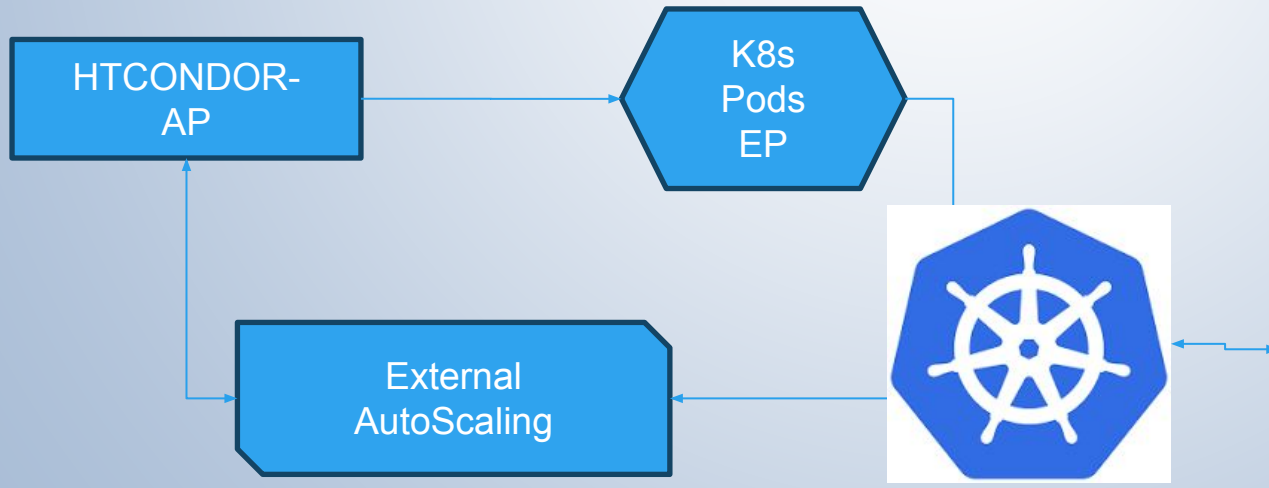 HTCONDOR-
AP
K8s
Pods
EP
External
AutoScaling